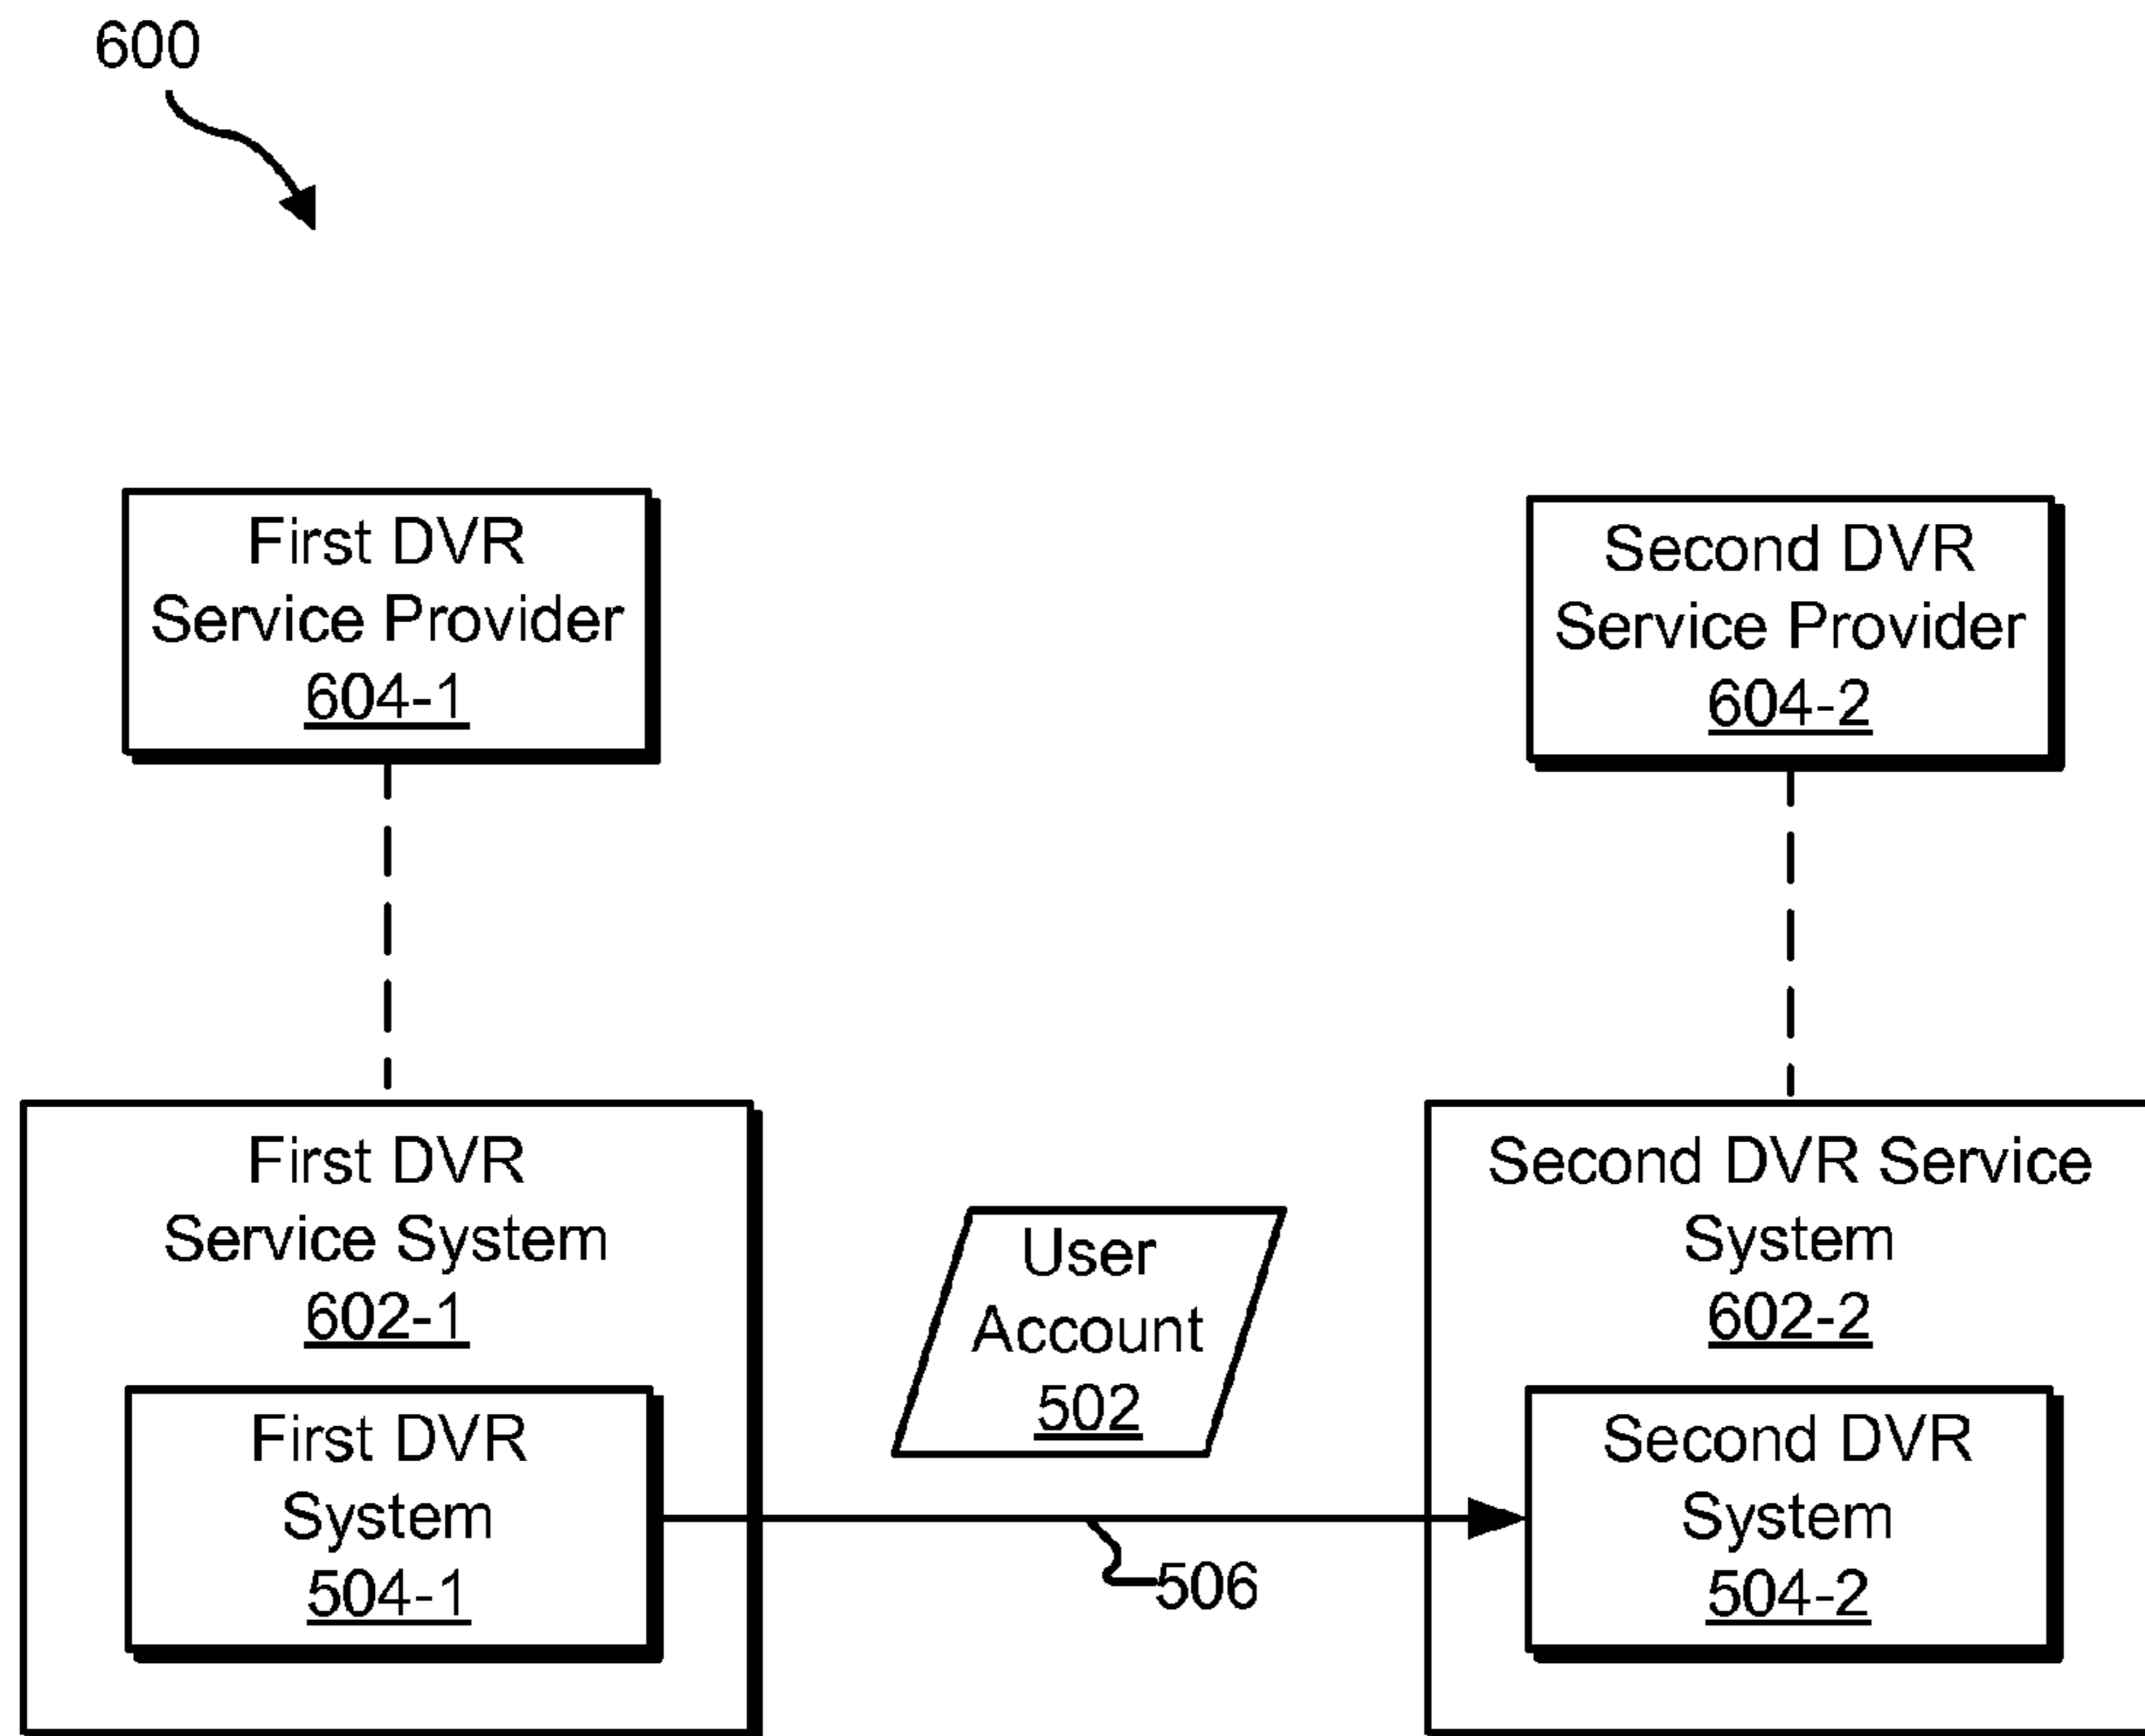 600
First DVR
Service Provider
604-1
Second DVR
Service Provider
604-2
First DVR
Service System
602-1
First DVR
System
504-1
User
Account
502
506
Second DVR Service
System
602-2
Second DVR
System
504-2